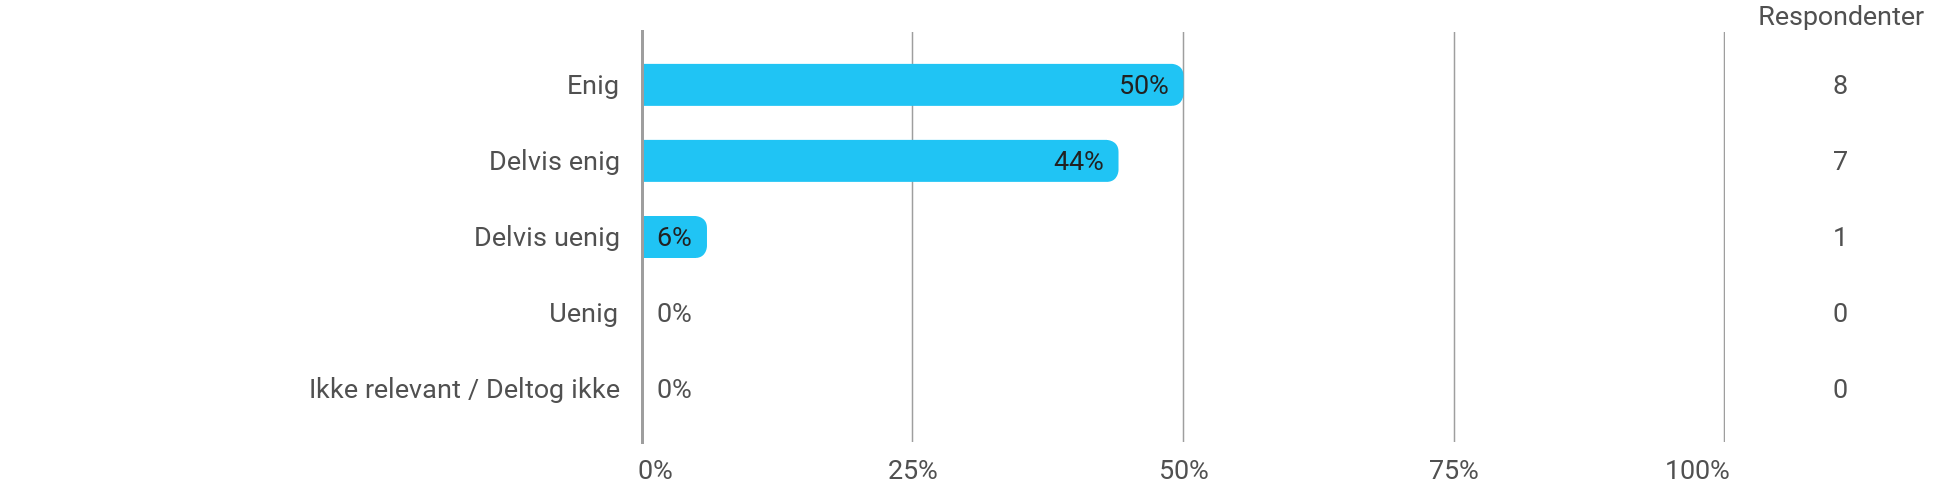 Respondenter
Enig 50% 8
Delvis enig 44% 7
Delvis uenig 6% 1
Uenig 0% 0
Ikke relevant / Deltog ikke 0% 0
0% 25% 50% 75% 100%